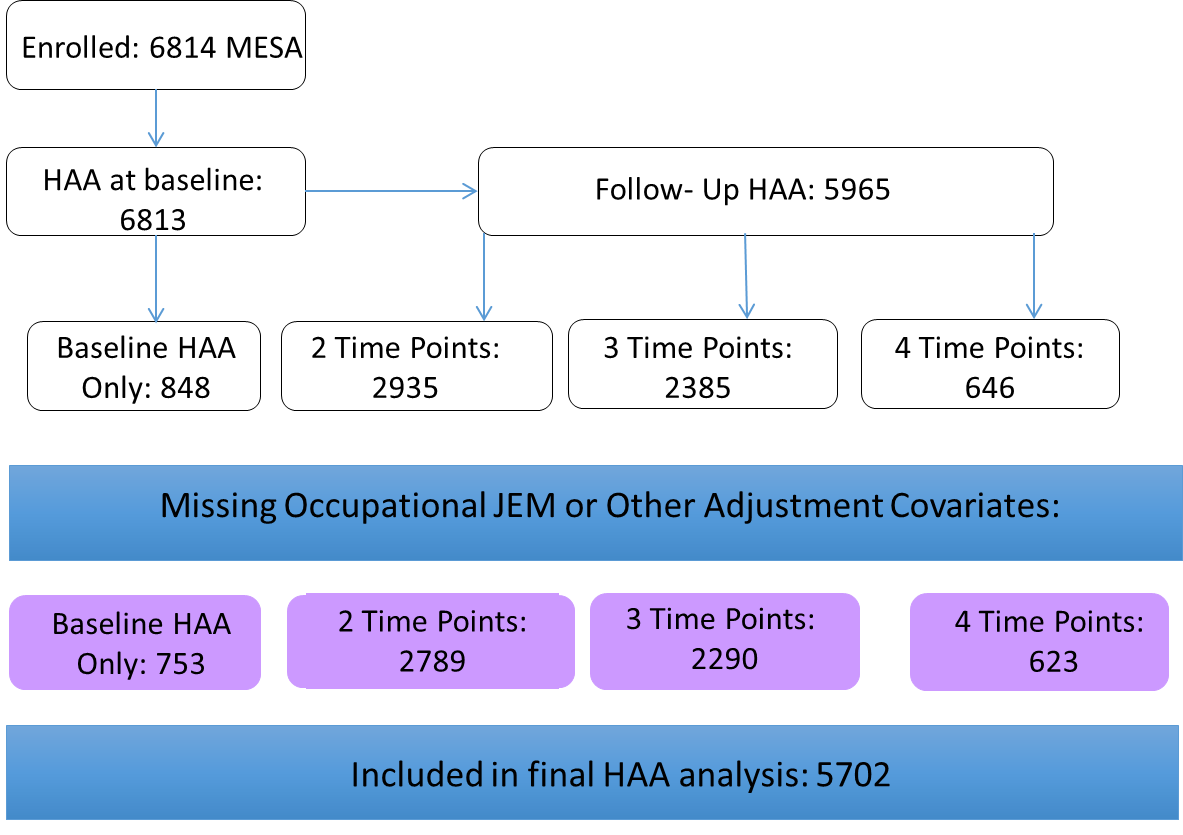 Enrolled: 6814 MESA
HAA at baseline:
6813
Follow- Up HAA: 5965
Baseline HAA
Only: 848
2 Time Points:
2935
3 Time Points:
2385
4 Time Points:
646
Missing Occupational JEM or Other Adjustment Covariates:
Baseline HAA
Only: 753
2 Time Points:
2789
3 Time Points:
2290
4 Time Points:
623
Included in final HAA analysis: 5702